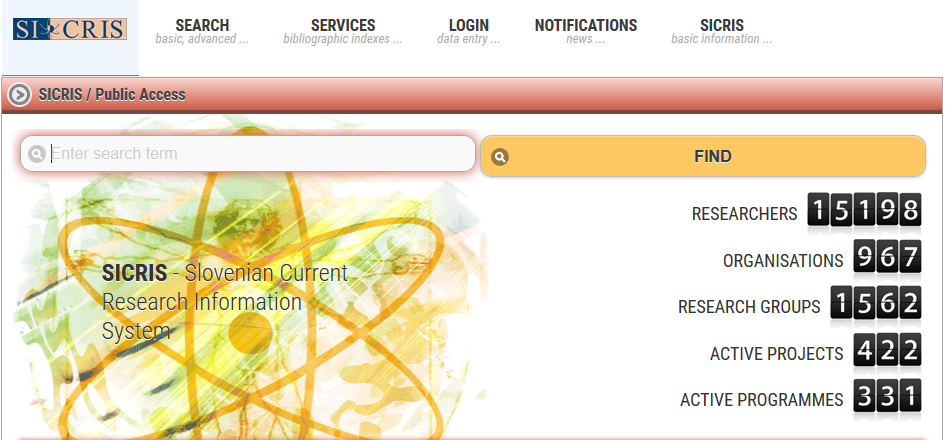 SICRIS
SEARCH
basic, advanced ...
SERVICES
bibliographic indexes ...
LOGIN
data entry ...
NOTIFICATIONS
news ...
SICRIS
basic information ...
SICRIS / Public Access
Enter search term
FIND
RESEARCHERS 15198
ORGANISATIONS 967
RESEARCH GROUPS 1562
ACTIVE PROJECTS 422
ACTIVE PROGRAMMES 331
SICRIS - Slovenian Current
Research Information
System